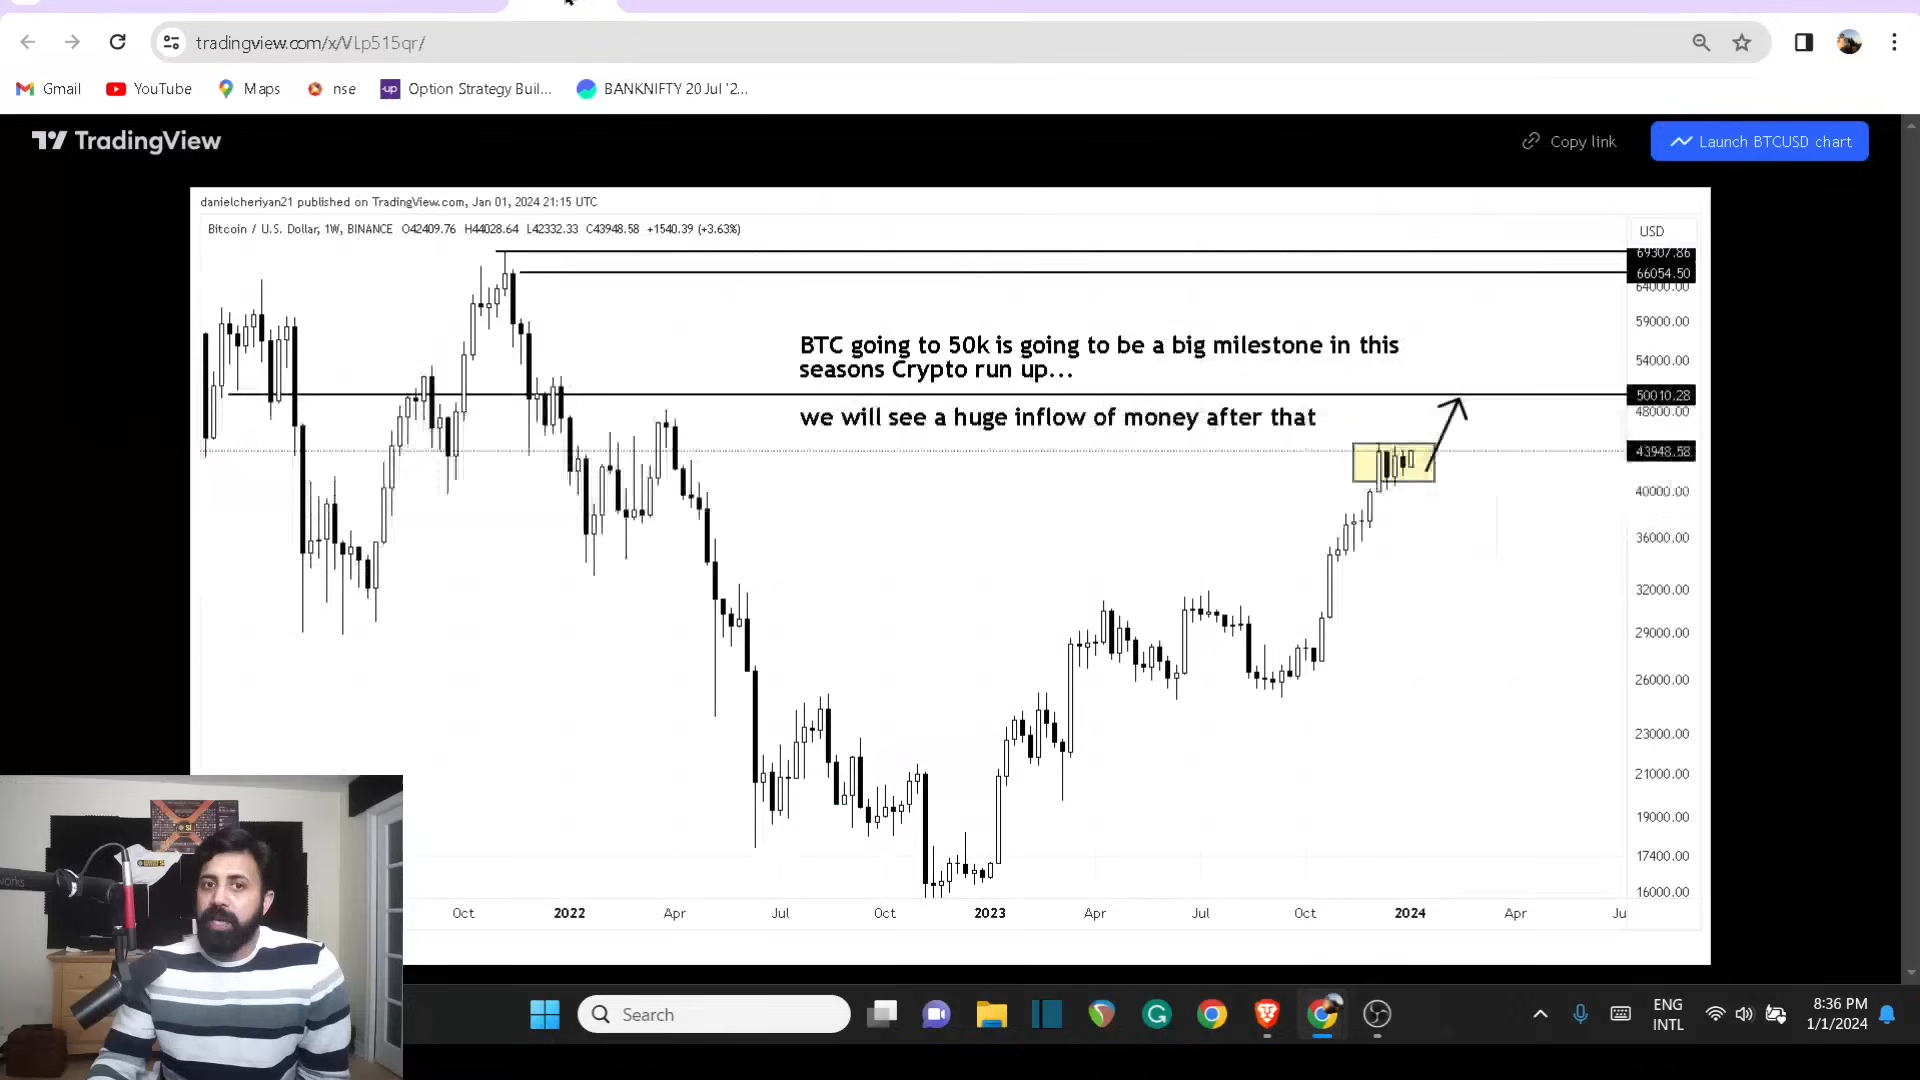 tradingview.com/x/VLp515qr/
Gmail YouTube Maps nse Option Strategy Buil... BANKNIFTY 20 Jul '2...
TradingView
Copy link
Launch BTCUSD chart
danielcheriyan21 published on TradingView.com, Jan 01, 2024 21:15 UTC
Bitcoin / U.S. Dollar, 1W, BINANCE O42409.76 H44028.64 L42332.33 C43948.58 +1540.39 (+3.63%)
USD
69307.86
66054.50
64000.00
59000.00
BTC going to 50k is going to be a big milestone in this
seasons Crypto run up...
54000.00
50010.28
we will see a huge inflow of money after that
48000.00
43948.58
40000.00
36000.00
32000.00
29000.00
26000.00
23000.00
21000.00
19000.00
17400.00
16000.00
Oct 2022 Apr Jul Oct 2023 Apr Jul Oct 2024 Apr Ju
Search
ENG
INTL
8:36 PM
1/1/2024